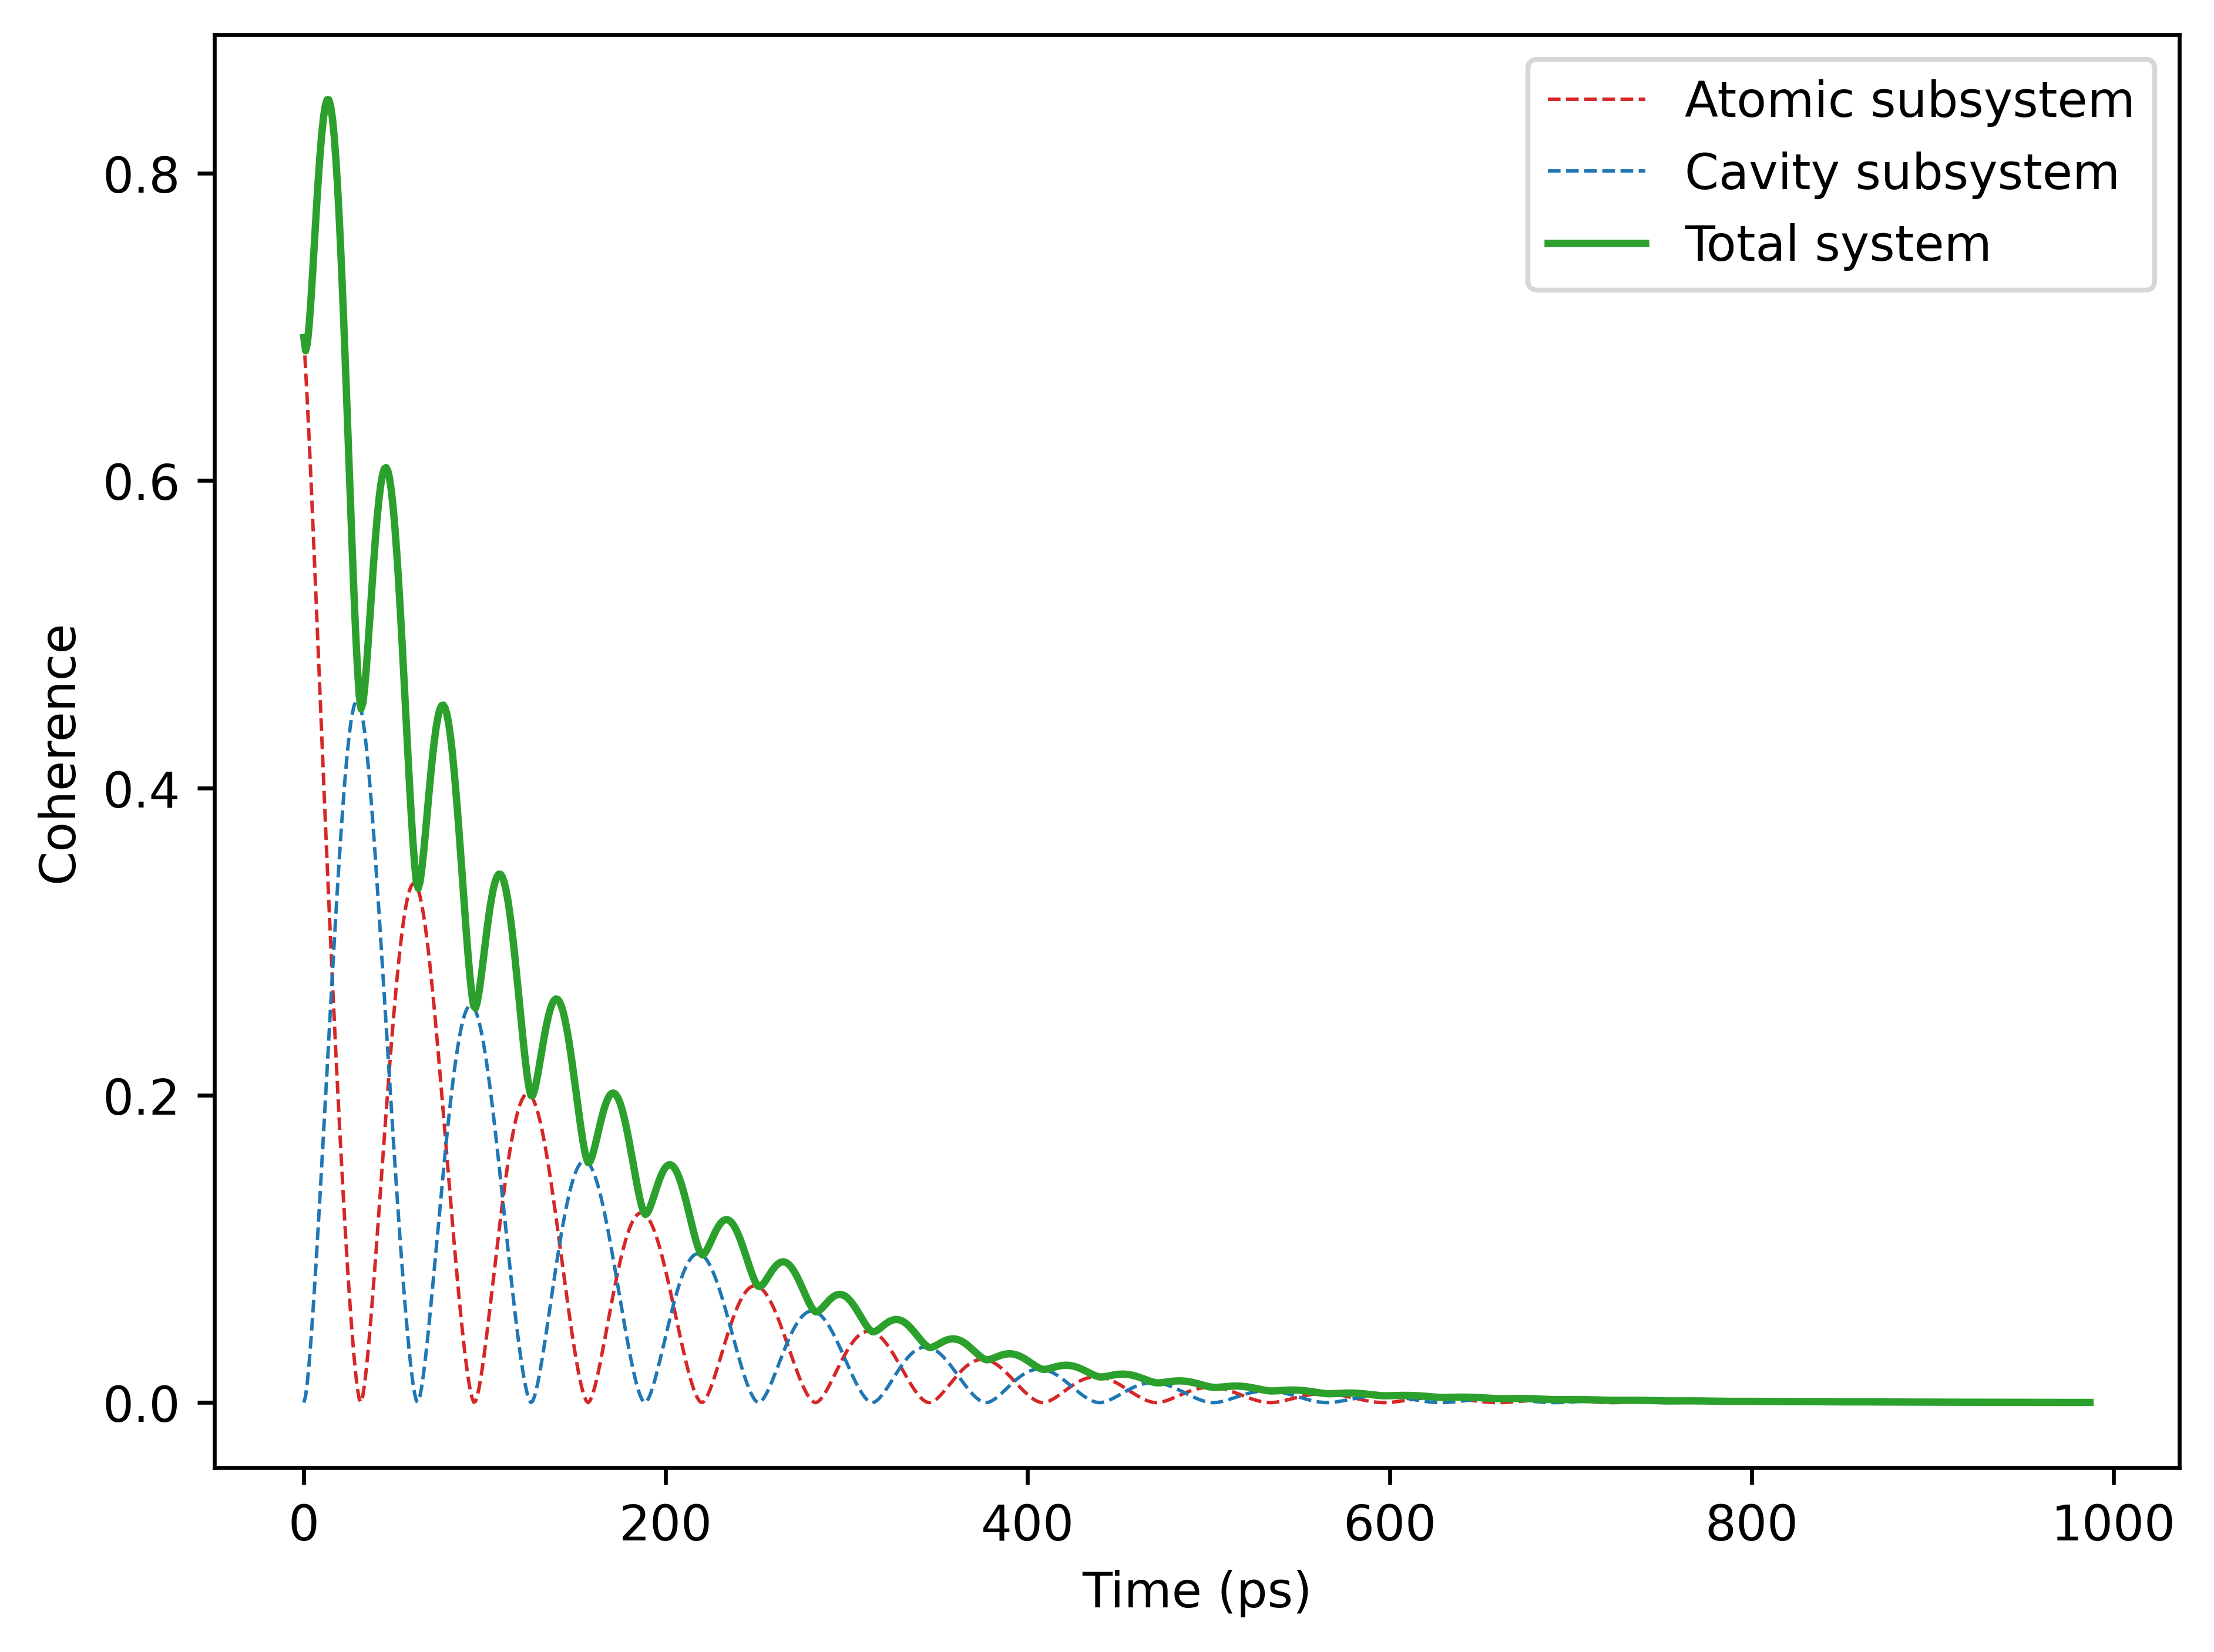 Atomic subsystem
Cavity subsystem
Total system
Coherence
0.8
0.6
0.4
0.2
0.0
0 200 400 600 800 1000
Time (ps)